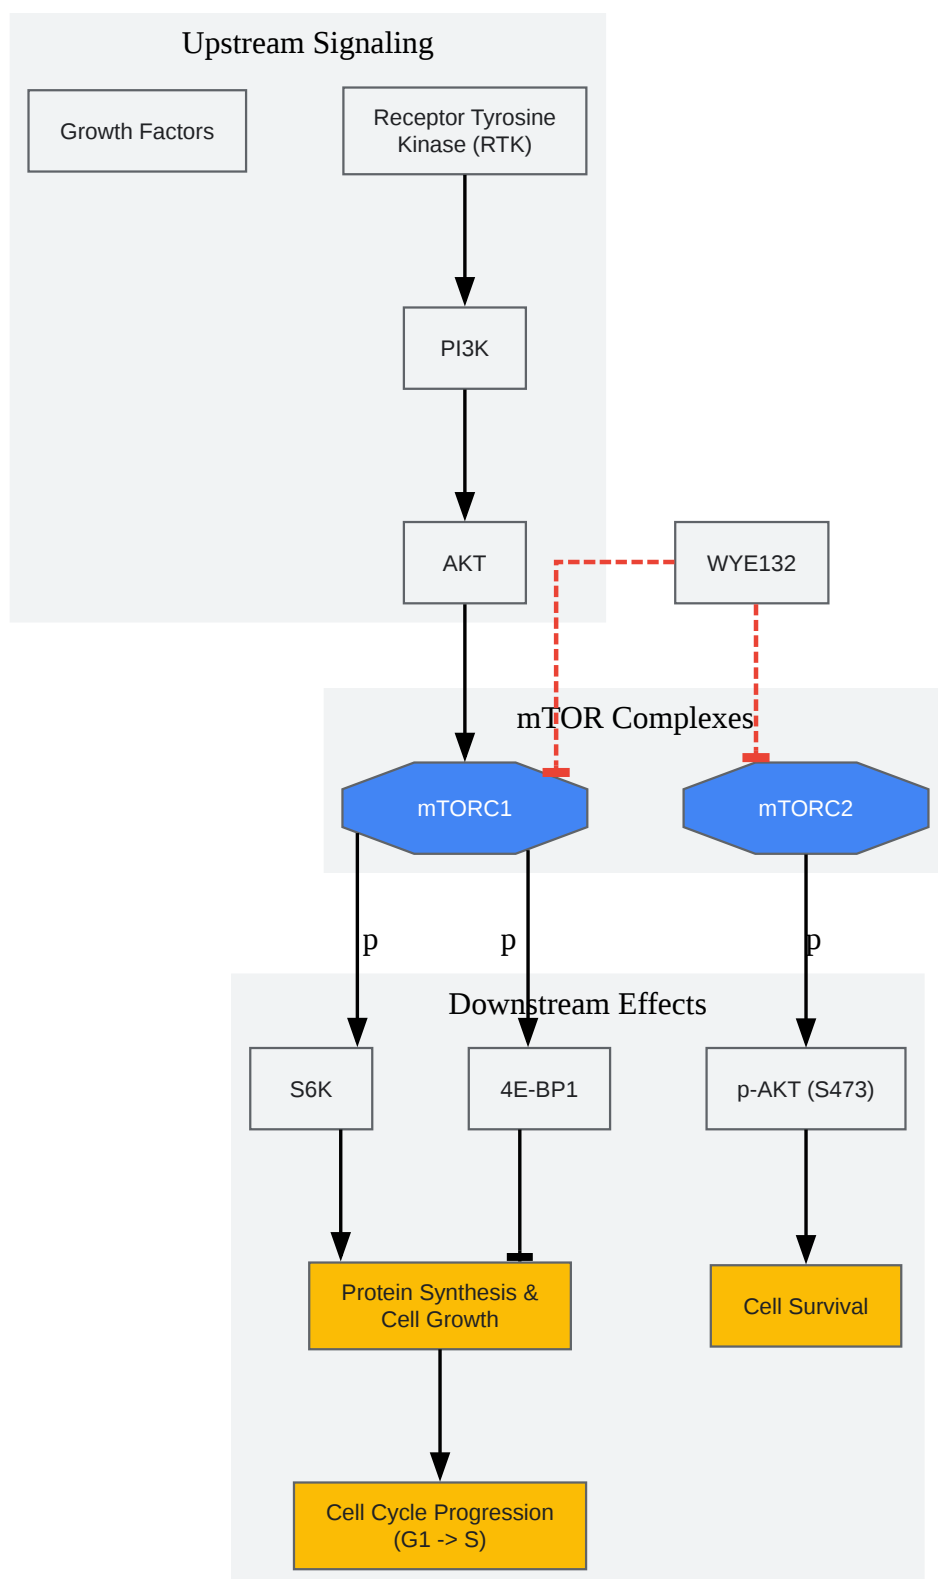 Upstream Signaling
Growth Factors
Receptor Tyrosine
Kinase (RTK)
PI3K
AKT
WYE132
mTOR Complexes
mTORC1
mTORC2
p
p
p
Downstream Effects
S6K
4E-BP1
p-AKT (S473)
Protein Synthesis &
Cell Growth
Cell Survival
Cell Cycle Progression
(G1 -> S)